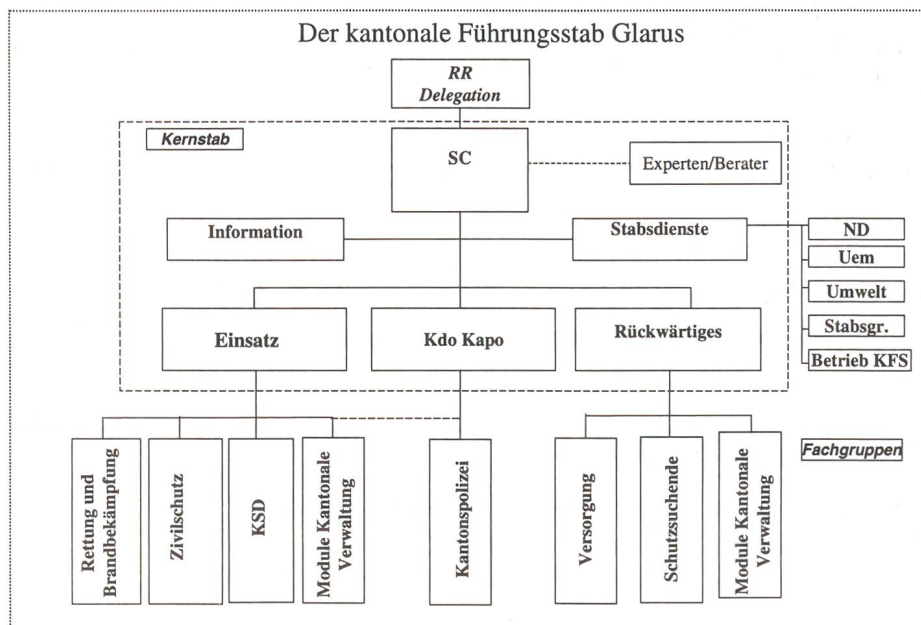 Der kantonale Führungsstab Glarus
RR
Delegation
Kernstab
SC
Experten/Berater
Information
Stabsdienste
ND
Uem
Umwelt
Stabsgr.
Betrieb KFS
Einsatz
Kdo Kapo
Rückwärtiges
Fachgruppen
Rettung und
Brandbekämpfung
Zivilschutz
KSD
Module Kantonale
Verwaltung
Kantonspolizei
Versorgung
Schutzsuchende
Module Kantonale
Verwaltung